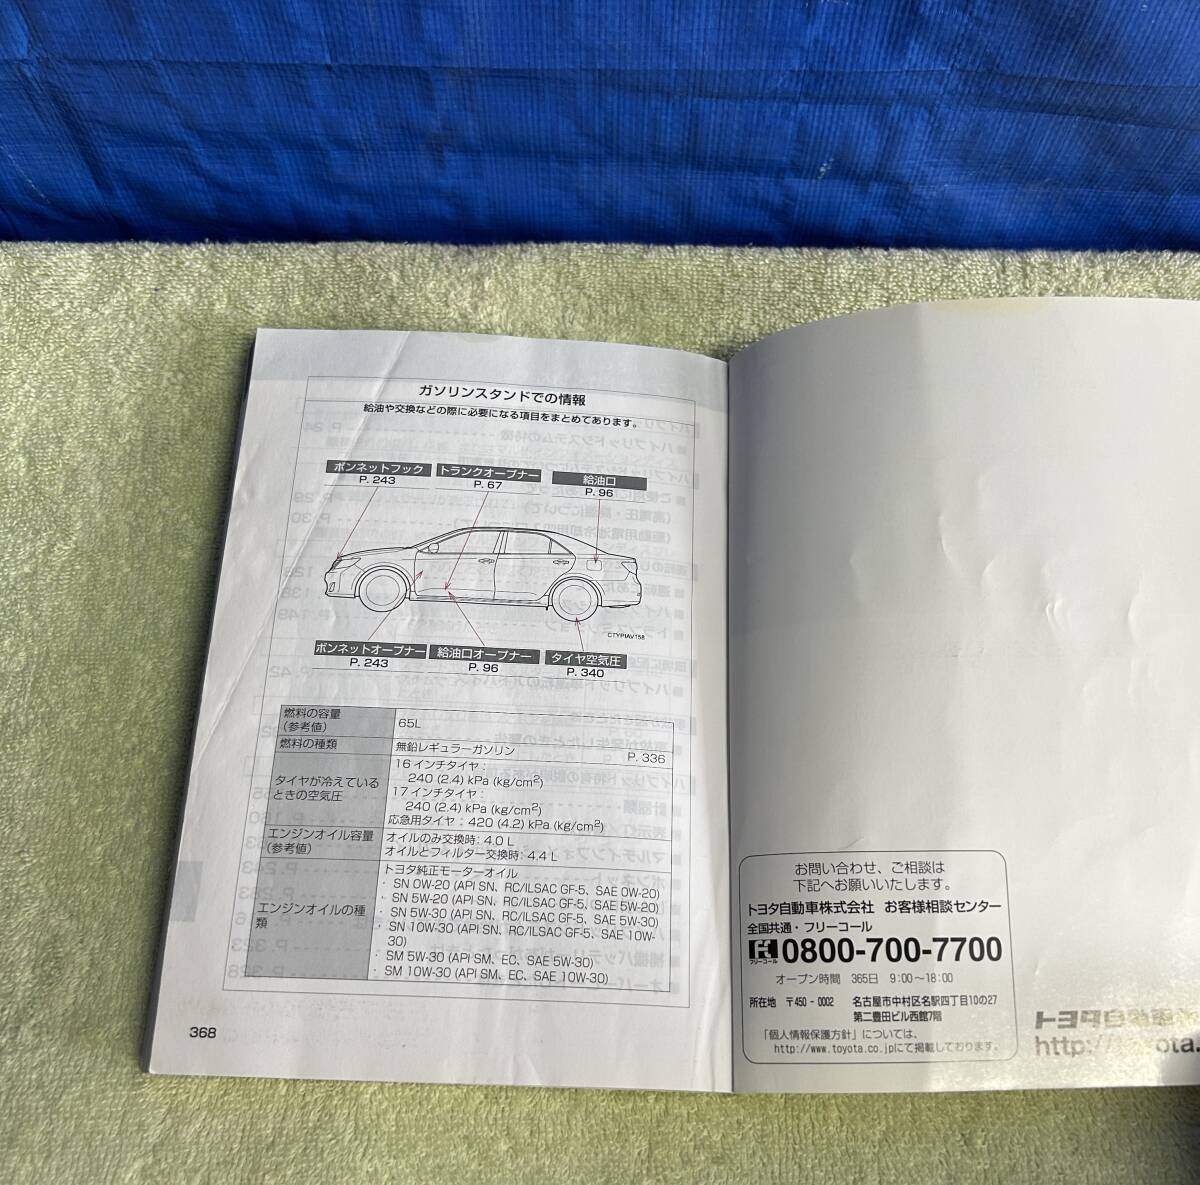 ガソリンスタンドでの情報
給油や交換などの際に必要になる項目をまとめてあります。
ボンネットフック
P. 243
トランクオープナー
P. 67
給油口
P. 96
CTYPIAV158
ボンネットオープナー
P. 243
給油口オープナー
P. 96
タイヤ空気圧
P. 340
燃料の容量
（参考値）
65L
燃料の種類
無鉛レギュラーガソリン
P. 336
タイヤが冷えている
ときの空気圧
16 インチタイヤ：
240 (2.4) kPa (kg/cm²)
17 インチタイヤ：
240 (2.4) kPa (kg/cm²)
応急用タイヤ：420 (4.2) kPa (kg/cm²)
エンジンオイル容量
（参考値）
オイルのみ交換時: 4.0 L
オイルとフィルター交換時: 4.4 L
エンジンオイルの種
類
トヨタ純正モーターオイル
・ SN 0W-20 (API SN、RC/ILSAC GF-5、SAE 0W-20)
・ SN 5W-20 (API SN、RC/ILSAC GF-5、SAE 5W-20)
・ SN 5W-30 (API SN、RC/ILSAC GF-5、SAE 5W-30)
・ SN 10W-30 (API SN、RC/ILSAC GF-5、SAE 10W-
30)
・ SM 5W-30 (API SM、EC、SAE 5W-30)
・ SM 10W-30 (API SM、EC、SAE 10W-30)
368
お問い合わせ、ご相談は
下記へお願いいたします。
トヨタ自動車株式会社 お客様相談センター
全国共通・フリーコール
フリーコール
0800-700-7700
オープン時間 365日 9:00〜18:00
所在地 〒450-0002 名古屋市中村区名駅四丁目10の27
第二豊田ビル西館7階
「個人情報保護方針」については、
http://www.toyota.co.jpにて掲載しております。
トヨタ自動車